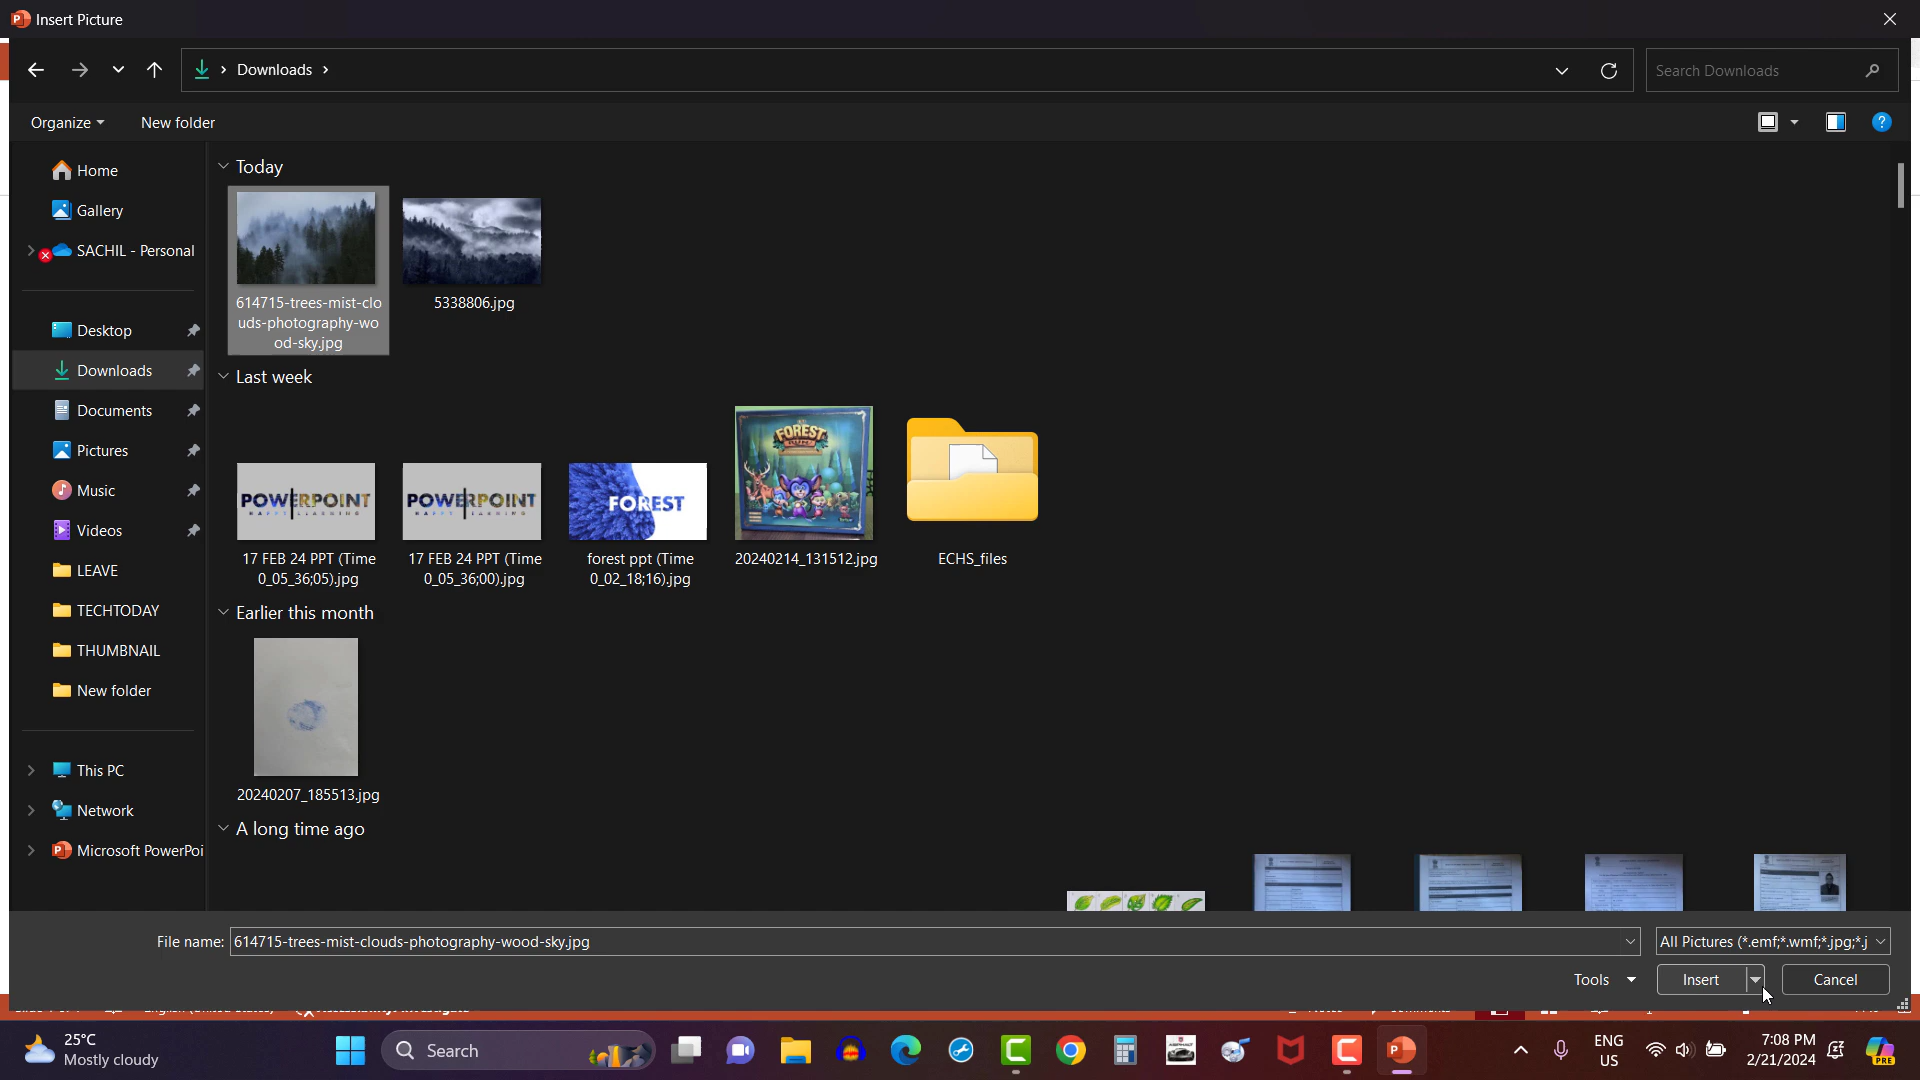 Insert Picture
Downloads
Search Downloads
Organize
New folder
Home
Gallery
SACHIL - Personal
Desktop
Downloads
Documents
Pictures
Music
Videos
LEAVE
TECHTODAY
THUMBNAIL
New folder
This PC
Network
Microsoft PowerPoi
Today
614715-trees-mist-clo
uds-photography-wo
od-sky.jpg
5338806.jpg
Last week
POWERPOINT
HAPPY LEARNING
POWERPOINT
HAPPY LEARNING
FOREST
FOREST
17 FEB 24 PPT (Time
0_05_36;05).jpg
17 FEB 24 PPT (Time
0_05_36;00).jpg
forest ppt (Time
0_02_18;16).jpg
20240214_131512.jpg
ECHS_files
Earlier this month
20240207_185513.jpg
A long time ago
File name:
614715-trees-mist-clouds-photography-wood-sky.jpg
All Pictures (*.emf;*.wmf;*.jpg;*.j
Tools
Insert
Cancel
25°C
Mostly cloudy
Search
ENG
US
7:08 PM
2/21/2024
PRE